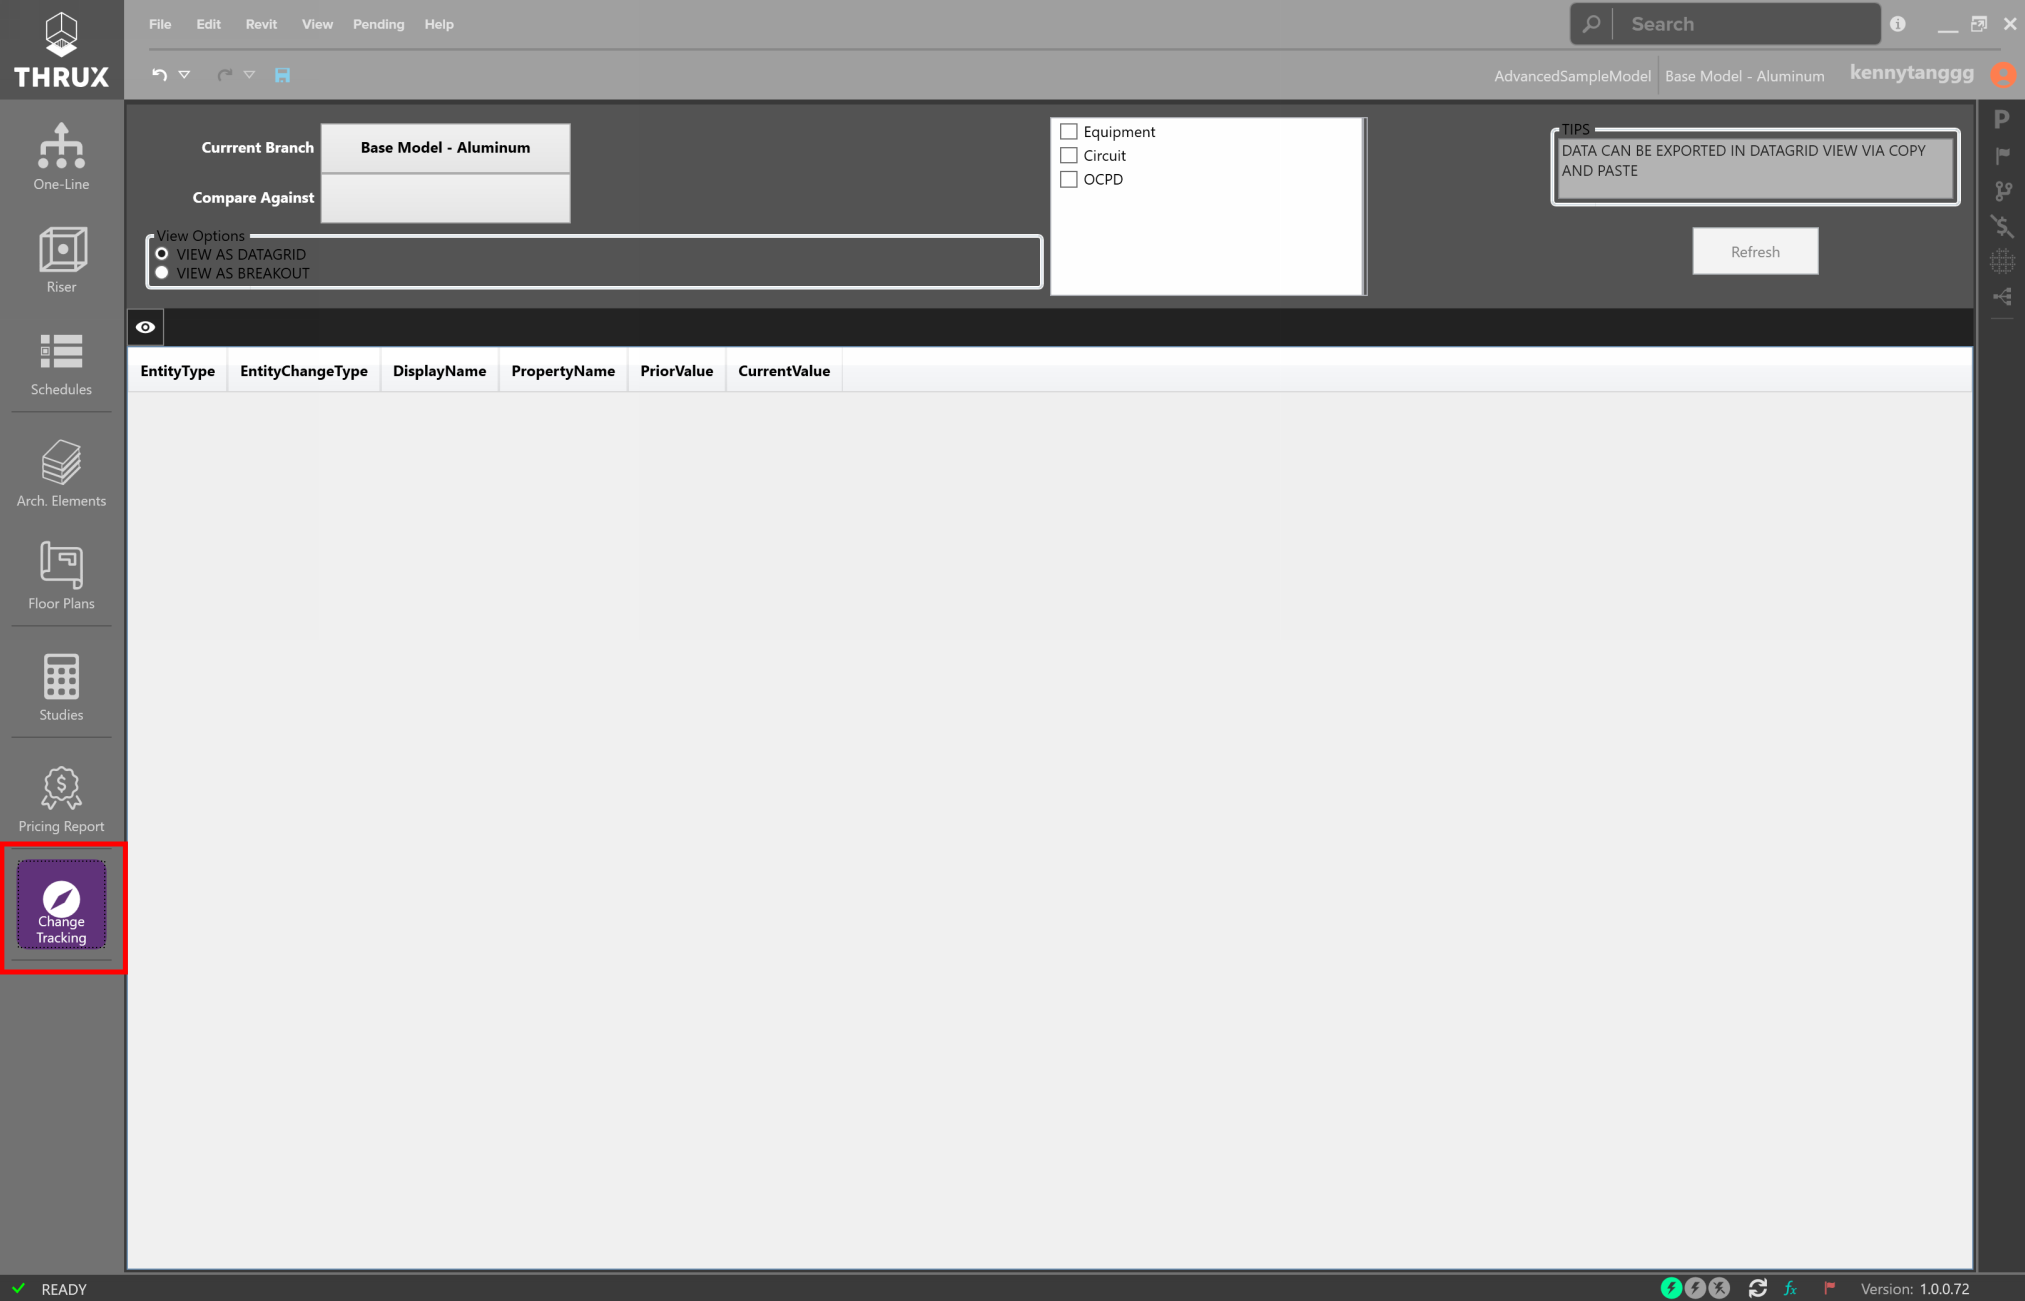 THRUX
File Edit Revit View Pending Help
Search
AdvancedSampleModel Base Model - Aluminum kennytanggg
One-Line
Riser
Schedules
Arch. Elements
Floor Plans
Studies
Pricing Report
Change
Tracking
Currrent Branch Base Model - Aluminum
Compare Against
View Options
VIEW AS DATAGRID
VIEW AS BREAKOUT
Equipment
Circuit
OCPD
TIPS
DATA CAN BE EXPORTED IN DATAGRID VIEW VIA COPY
AND PASTE
Refresh
P
EntityType EntityChangeType DisplayName PropertyName PriorValue CurrentValue
READY
fx
Version: 1.0.0.72